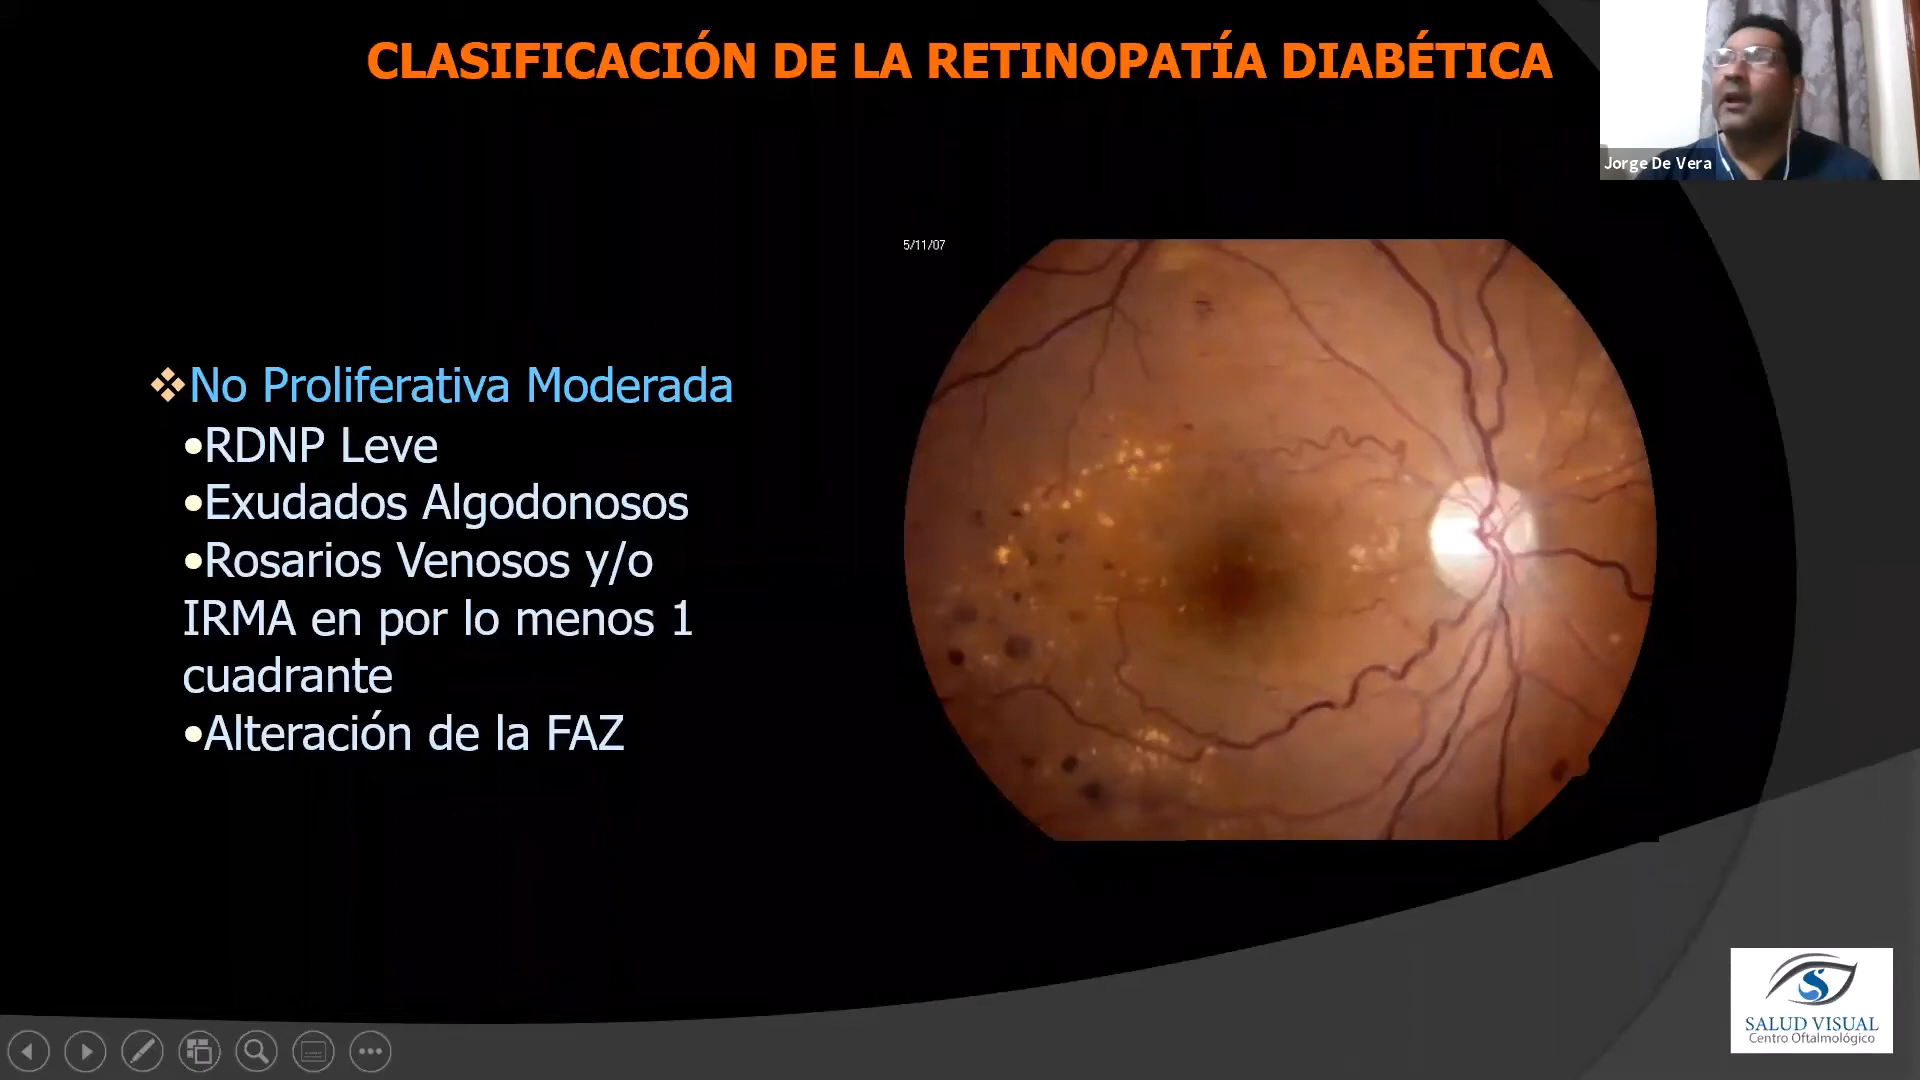 CLASIFICACIÓN DE LA RETINOPATÍA DIABÉTICA
Jorge De Vera
5/11/07
❖No Proliferativa Moderada
•RDNP Leve
•Exudados Algodonosos
•Rosarios Venosos y/o
IRMA en por lo menos 1
cuadrante
•Alteración de la FAZ
SALUD VISUAL
Centro Oftalmológico